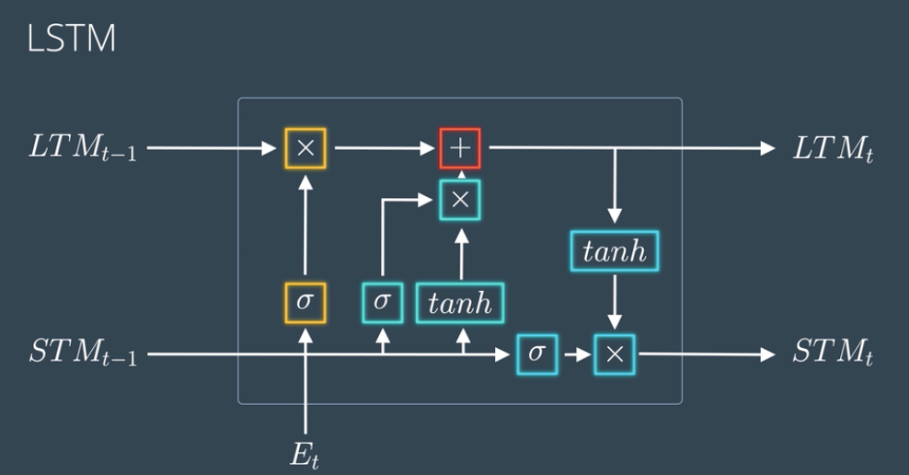 LSTM
LTM_{t-1} × + LTM_t
×
tanh
σ σ tanh
STM_{t-1} σ × STM_t
E_t